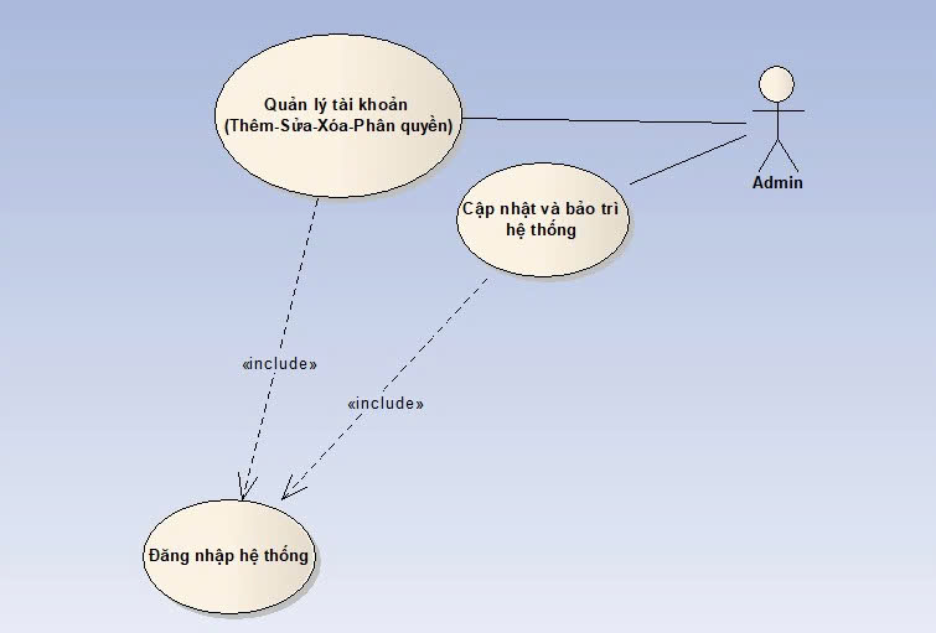 Quản lý tài khoản
(Thêm-Sửa-Xóa-Phân quyền)
Admin
Cập nhật và bảo trì
hệ thống
«include»
«include»
Đăng nhập hệ thống